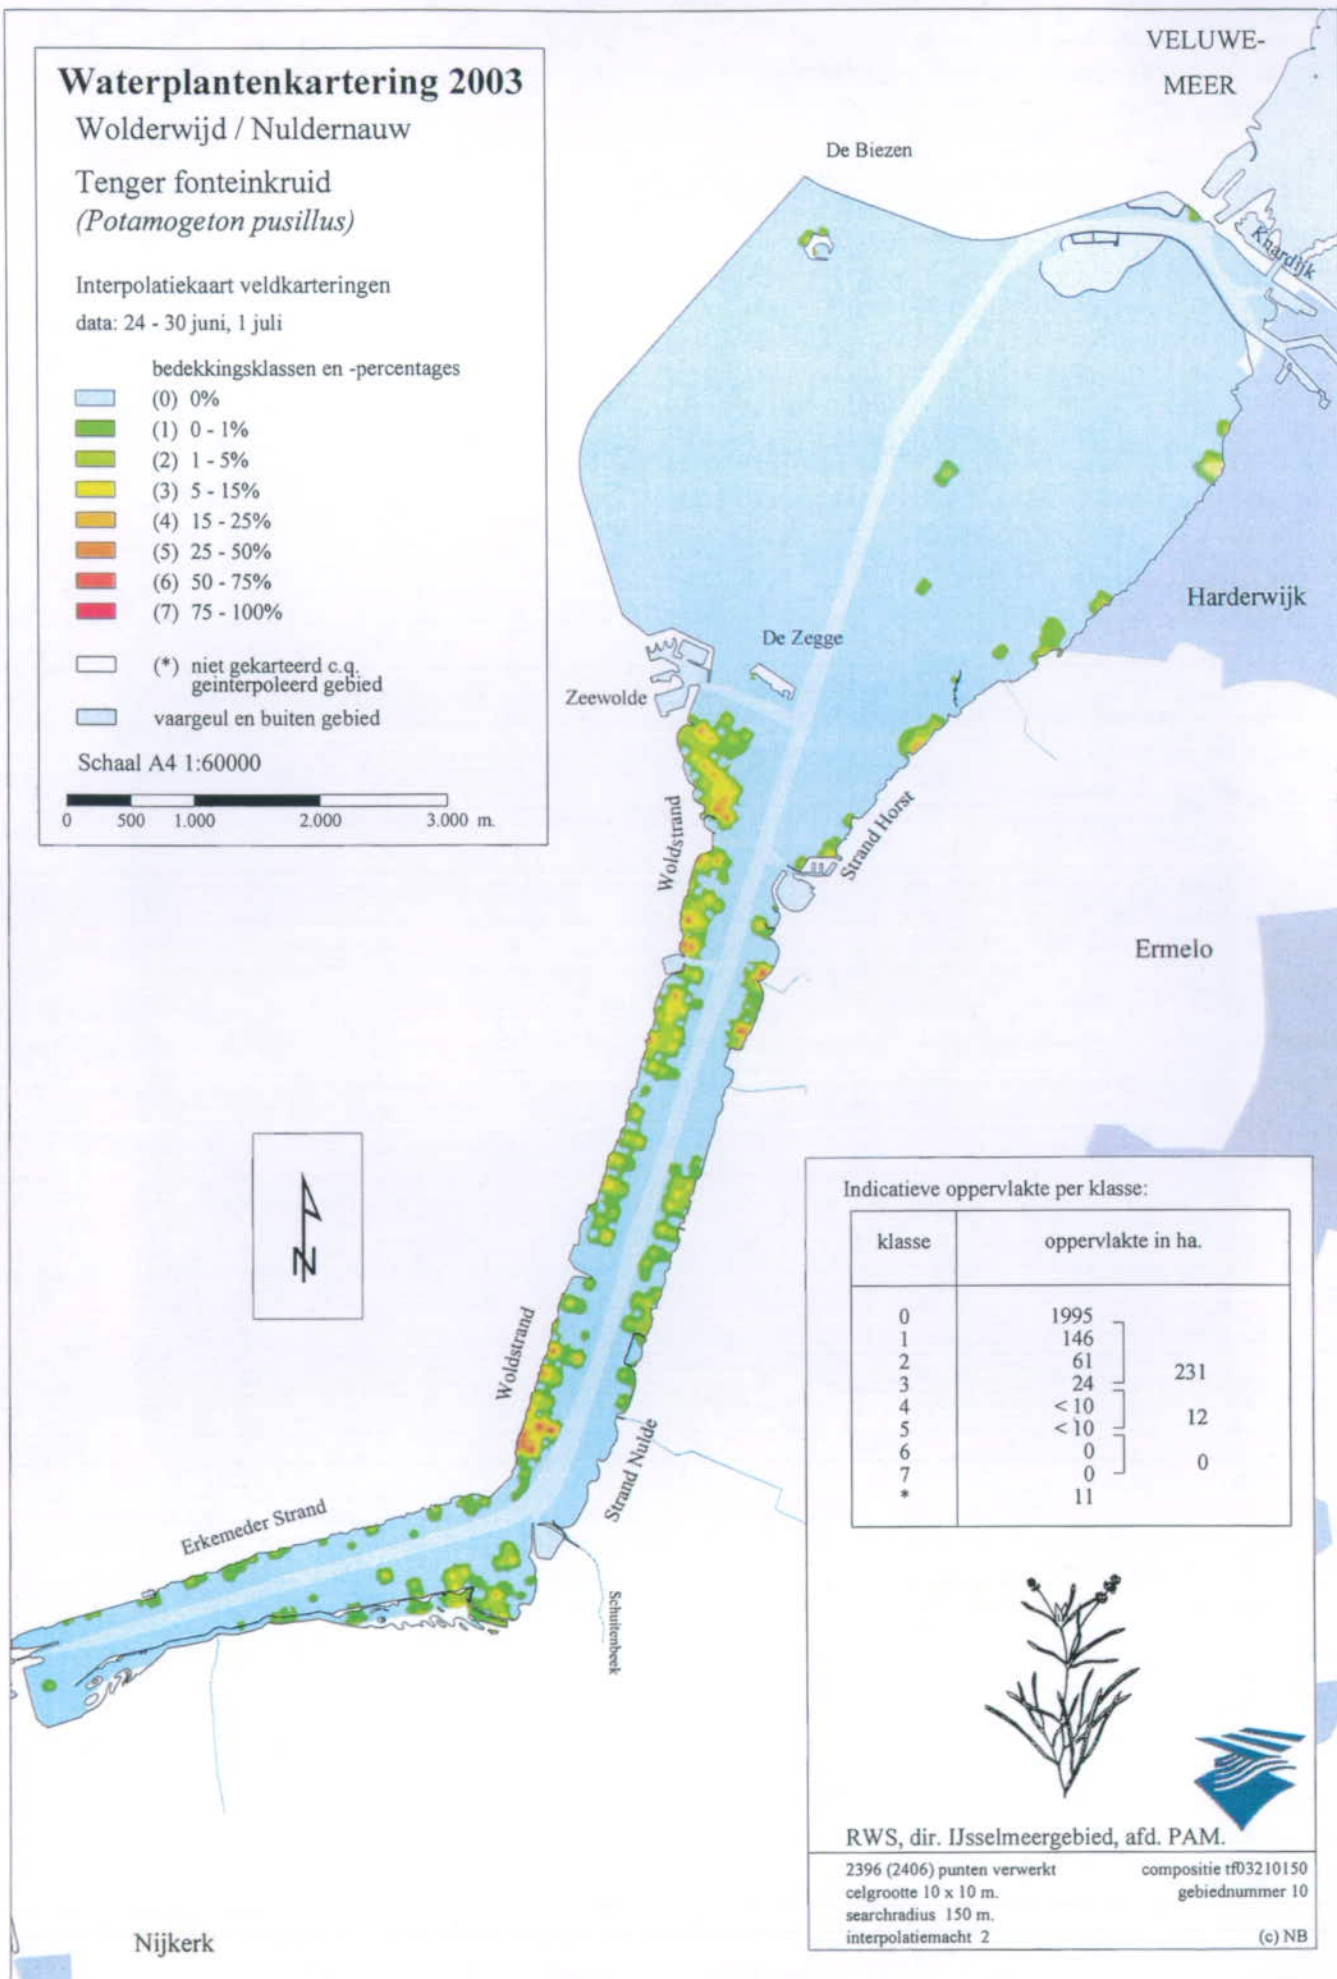 Waterplantenkartering 2003
Wolderwijd / Nuldernauw
Tenger fonteinkruid
(Potamogeton pusillus)
Interpolatiekaart veldkarteringen
data: 24 - 30 juni, 1 juli
bedekkingsklassen en -percentages
(0) 0%
(1) 0 - 1%
(2) 1 - 5%
(3) 5 - 15%
(4) 15 - 25%
(5) 25 - 50%
(6) 50 - 75%
(7) 75 - 100%
(*) niet gekarteerd c.q.
geinterpoleerd gebied
vaargeul en buiten gebied
Schaal A4 1:60000
0 500 1.000 2.000 3.000 m.
VELUWE-
MEER
De Biezen
Knardijk
Harderwijk
De Zegge
Zeewolde
Woldstrand
Strand Horst
Ermelo
Woldstrand
Strand Nulde
Erkemeder Strand
Schuitenbeek
Nijkerk
N
Indicatieve oppervlakte per klasse:
klasse oppervlakte in ha.
0 1995
1 146
2 61
3 24
231
4 < 10
5 < 10
12
6 0
7 0
0
* 11
RWS, dir. IJsselmeergebied, afd. PAM.
2396 (2406) punten verwerkt compositie tf03210150
celgrootte 10 x 10 m. gebiednummer 10
searchradius 150 m.
interpolatiemacht 2 (c) NB